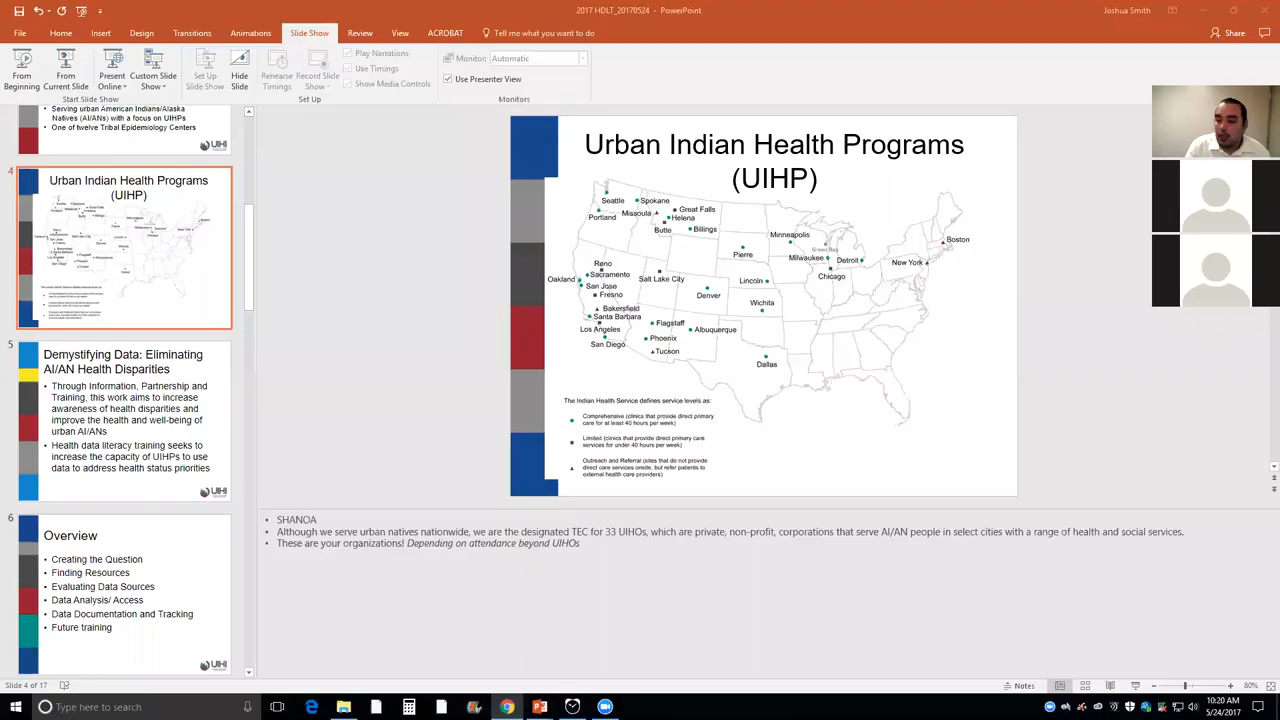 2017 HDLT_20170524 - PowerPoint
Joshua Smith
File Home Insert Design Transitions Animations Slide Show Review View ACROBAT Tell me what you want to do Share
From Beginning
From Current Slide
Present Online
Custom Slide Show
Start Slide Show
Set Up Slide Show
Hide Slide
Rehearse Timings
Record Slide Show
Play Narrations
Use Timings
Show Media Controls
Set Up
Monitor: Automatic
Use Presenter View
Monitors
Serving urban American Indians/Alaska
Natives (AI/ANs) with a focus on UIHPs
• One of twelve Tribal Epidemiology Centers
UIHI
4
Urban Indian Health Programs
(UIHP)
5
Demystifying Data: Eliminating
AI/AN Health Disparities
• Through Information, Partnership and
Training, this work aims to increase
awareness of health disparities and
improve the health and well-being of
urban AI/ANs
• Health data literacy training seeks to
increase the capacity of UIHPs to use
data to address health status priorities
UIHI
6
Overview
• Creating the Question
• Finding Resources
• Evaluating Data Sources
• Data Analysis/ Access
• Data Documentation and Tracking
• Future training
UIHI
Urban Indian Health Programs
(UIHP)
Seattle
Spokane
Portland
Missoula
Great Falls
Helena
Butte
Billings
Minneapolis
Green Bay
Boston
Pierre
Milwaukee
Detroit
New York
Chicago
Reno
Oakland
Sacramento
San Jose
Fresno
Salt Lake City
Lincoln
Denver
Wichita
Bakersfield
Santa Barbara
Los Angeles
San Diego
Flagstaff
Albuquerque
Phoenix
Tucson
Dallas
The Indian Health Service defines service levels as:
Comprehensive (clinics that provide direct primary
care for at least 40 hours per week)
Limited (clinics that provide direct primary care
services for under 40 hours per week)
Outreach and Referral (sites that do not provide
direct care services onsite, but refer patients to
external health care providers)
• SHANOA
• Although we serve urban natives nationwide, we are the designated TEC for 33 UIHOs, which are private, non-profit, corporations that serve AI/AN people in select cities with a range of health and social services.
• These are your organizations! Depending on attendance beyond UIHOs
Slide 4 of 17
Notes
80%
Type here to search
10:20 AM
5/24/2017